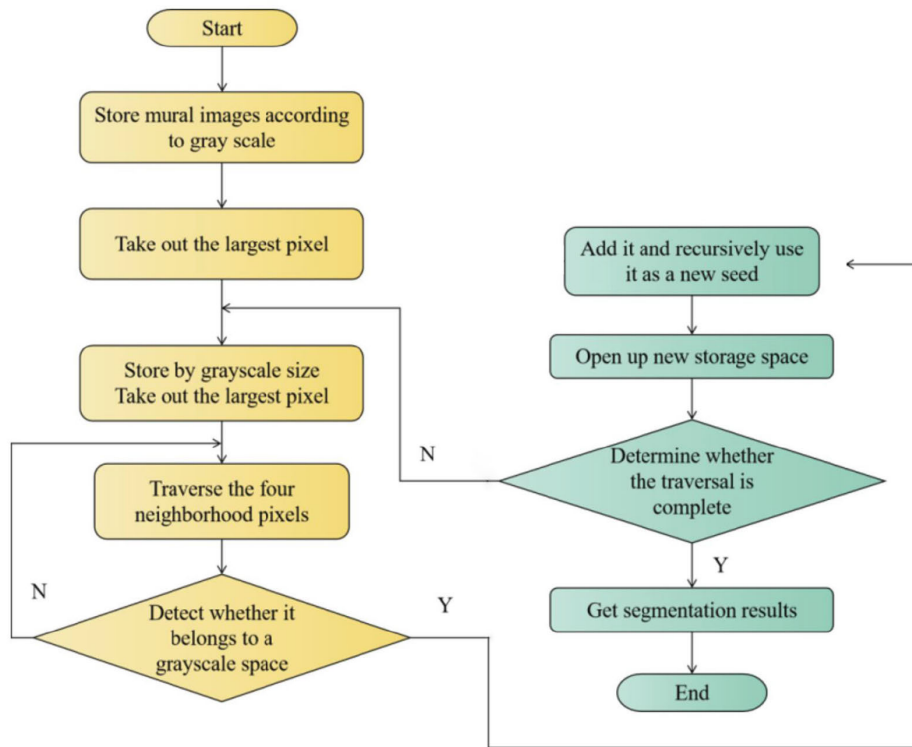 Start
Store mural images according
to gray scale
Take out the largest pixel
Store by grayscale size
Take out the largest pixel
Traverse the four
neighborhood pixels
N
Detect whether it
belongs to a
grayscale space
Y
Add it and recursively use
it as a new seed
Open up new storage space
N
Determine whether
the traversal is
complete
Y
Get segmentation results
End